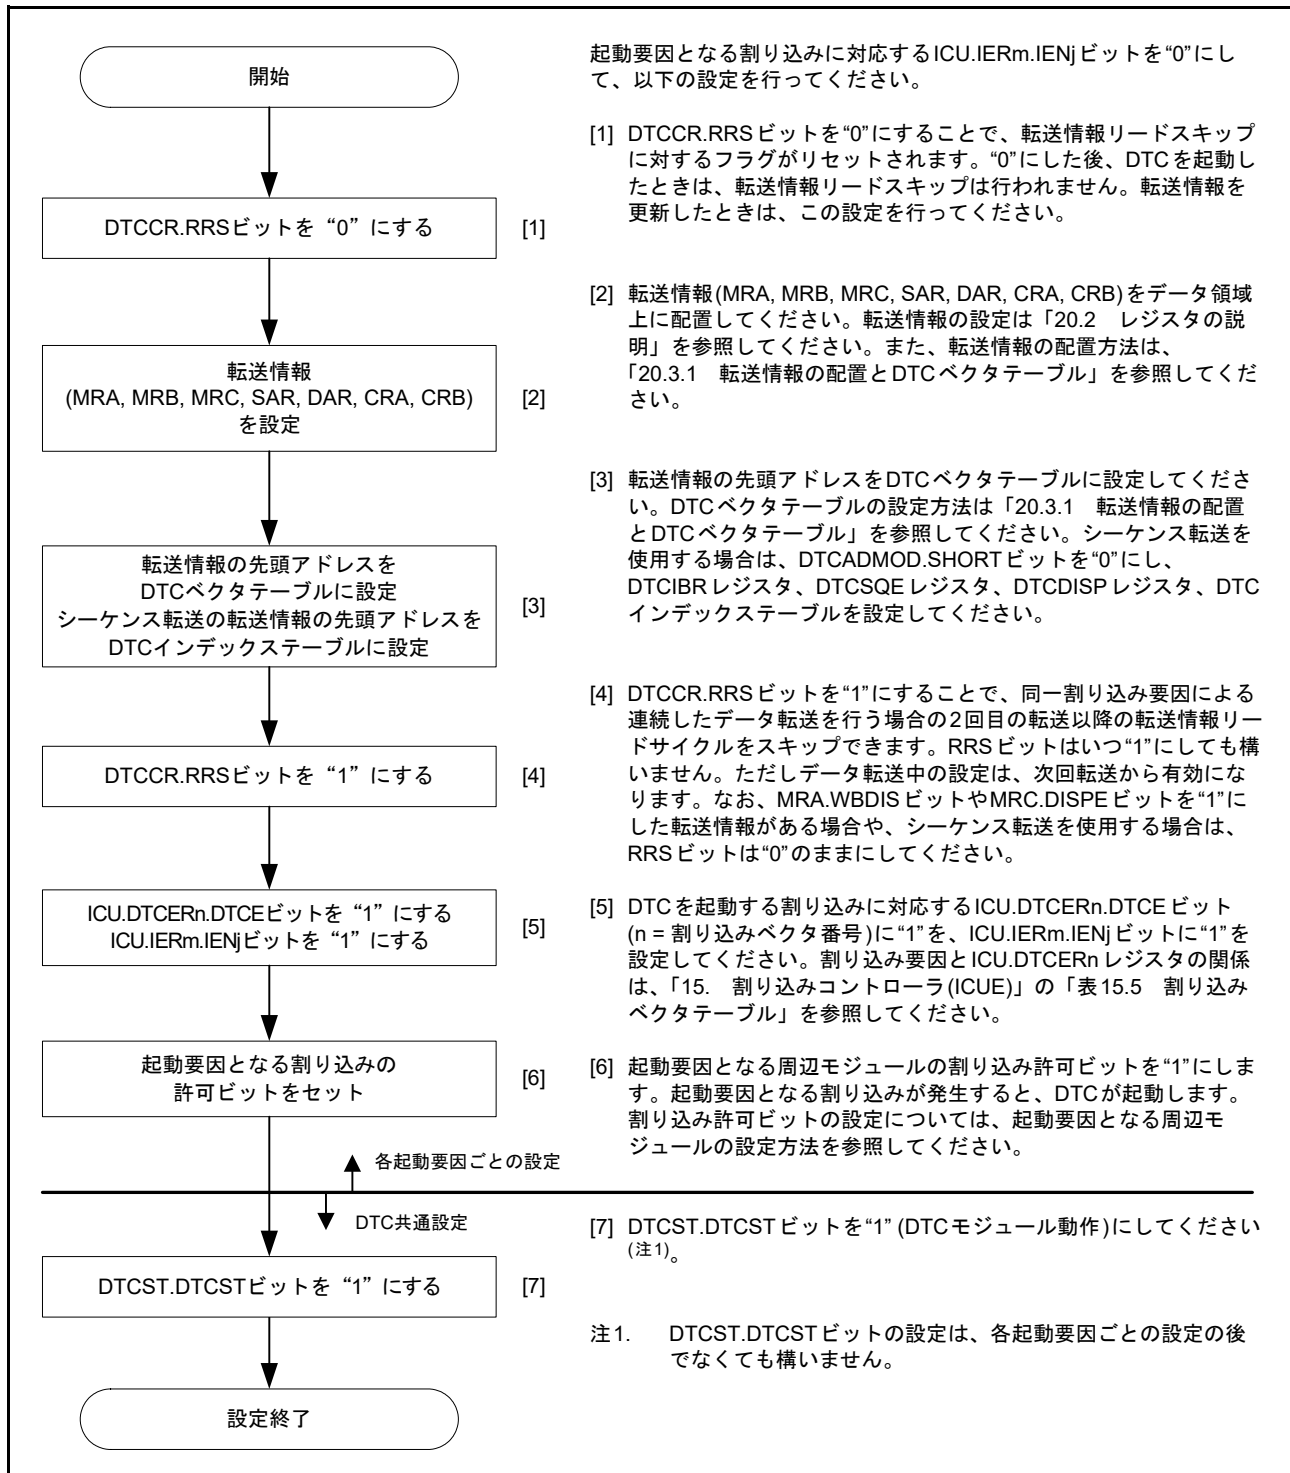 開始
DTCCR.RRSビットを“0”にする
[1]
転送情報
(MRA, MRB, MRC, SAR, DAR, CRA, CRB)
を設定
[2]
転送情報の先頭アドレスを
DTCベクタテーブルに設定
シーケンス転送の転送情報の先頭アドレスを
DTCインデックステーブルに設定
[3]
DTCCR.RRSビットを“1”にする
[4]
ICU.DTCERn.DTCEビットを“1”にする
ICU.IERm.IENjビットを“1”にする
[5]
起動要因となる割り込みの
許可ビットをセット
[6]
各起動要因ごとの設定
DTC共通設定
DTCST.DTCSTビットを“1”にする
[7]
設定終了
起動要因となる割り込みに対応するICU.IERm.IENjビットを“0”にし
て、以下の設定を行ってください。
[1] DTCCR.RRSビットを“0”にすることで、転送情報リードスキップ
に対するフラグがリセットされます。“0”にした後、DTCを起動し
たときは、転送情報リードスキップは行われません。転送情報を
更新したときは、この設定を行ってください。
[2] 転送情報(MRA, MRB, MRC, SAR, DAR, CRA, CRB)をデータ領域
上に配置してください。転送情報の設定は「20.2　レジスタの説
明」を参照してください。また、転送情報の配置方法は、
「20.3.1　転送情報の配置とDTCベクタテーブル」を参照してくだ
さい。
[3] 転送情報の先頭アドレスをDTCベクタテーブルに設定してくださ
い。DTCベクタテーブルの設定方法は「20.3.1　転送情報の配置
とDTCベクタテーブル」を参照してください。シーケンス転送を
使用する場合は、DTCADMOD.SHORTビットを“0”にし、
DTCIBRレジスタ、DTCSQEレジスタ、DTCDISPレジスタ、DTC
インデックステーブルを設定してください。
[4] DTCCR.RRSビットを“1”にすることで、同一割り込み要因による
連続したデータ転送を行う場合の2回目の転送以降の転送情報リー
ドサイクルをスキップできます。RRSビットはいつ“1”にしても構
いません。ただしデータ転送中の設定は、次回転送から有効にな
ります。なお、MRA.WBDISビットやMRC.DISPEビットを“1”に
した転送情報がある場合や、シーケンス転送を使用する場合は、
RRSビットは“0”のままにしてください。
[5] DTCを起動する割り込みに対応するICU.DTCERn.DTCEビット
(n = 割り込みベクタ番号)に“1”を、ICU.IERm.IENjビットに“1”を
設定してください。割り込み要因とICU.DTCERnレジスタの関係
は、「15.　割り込みコントローラ(ICUE)」の「表15.5　割り込み
ベクタテーブル」を参照してください。
[6] 起動要因となる周辺モジュールの割り込み許可ビットを“1”にしま
す。起動要因となる割り込みが発生すると、DTCが起動します。
割り込み許可ビットの設定については、起動要因となる周辺モ
ジュールの設定方法を参照してください。
[7] DTCST.DTCSTビットを“1” (DTCモジュール動作)にしてください
(注1)。
注1.　DTCST.DTCSTビットの設定は、各起動要因ごとの設定の後
でなくても構いません。